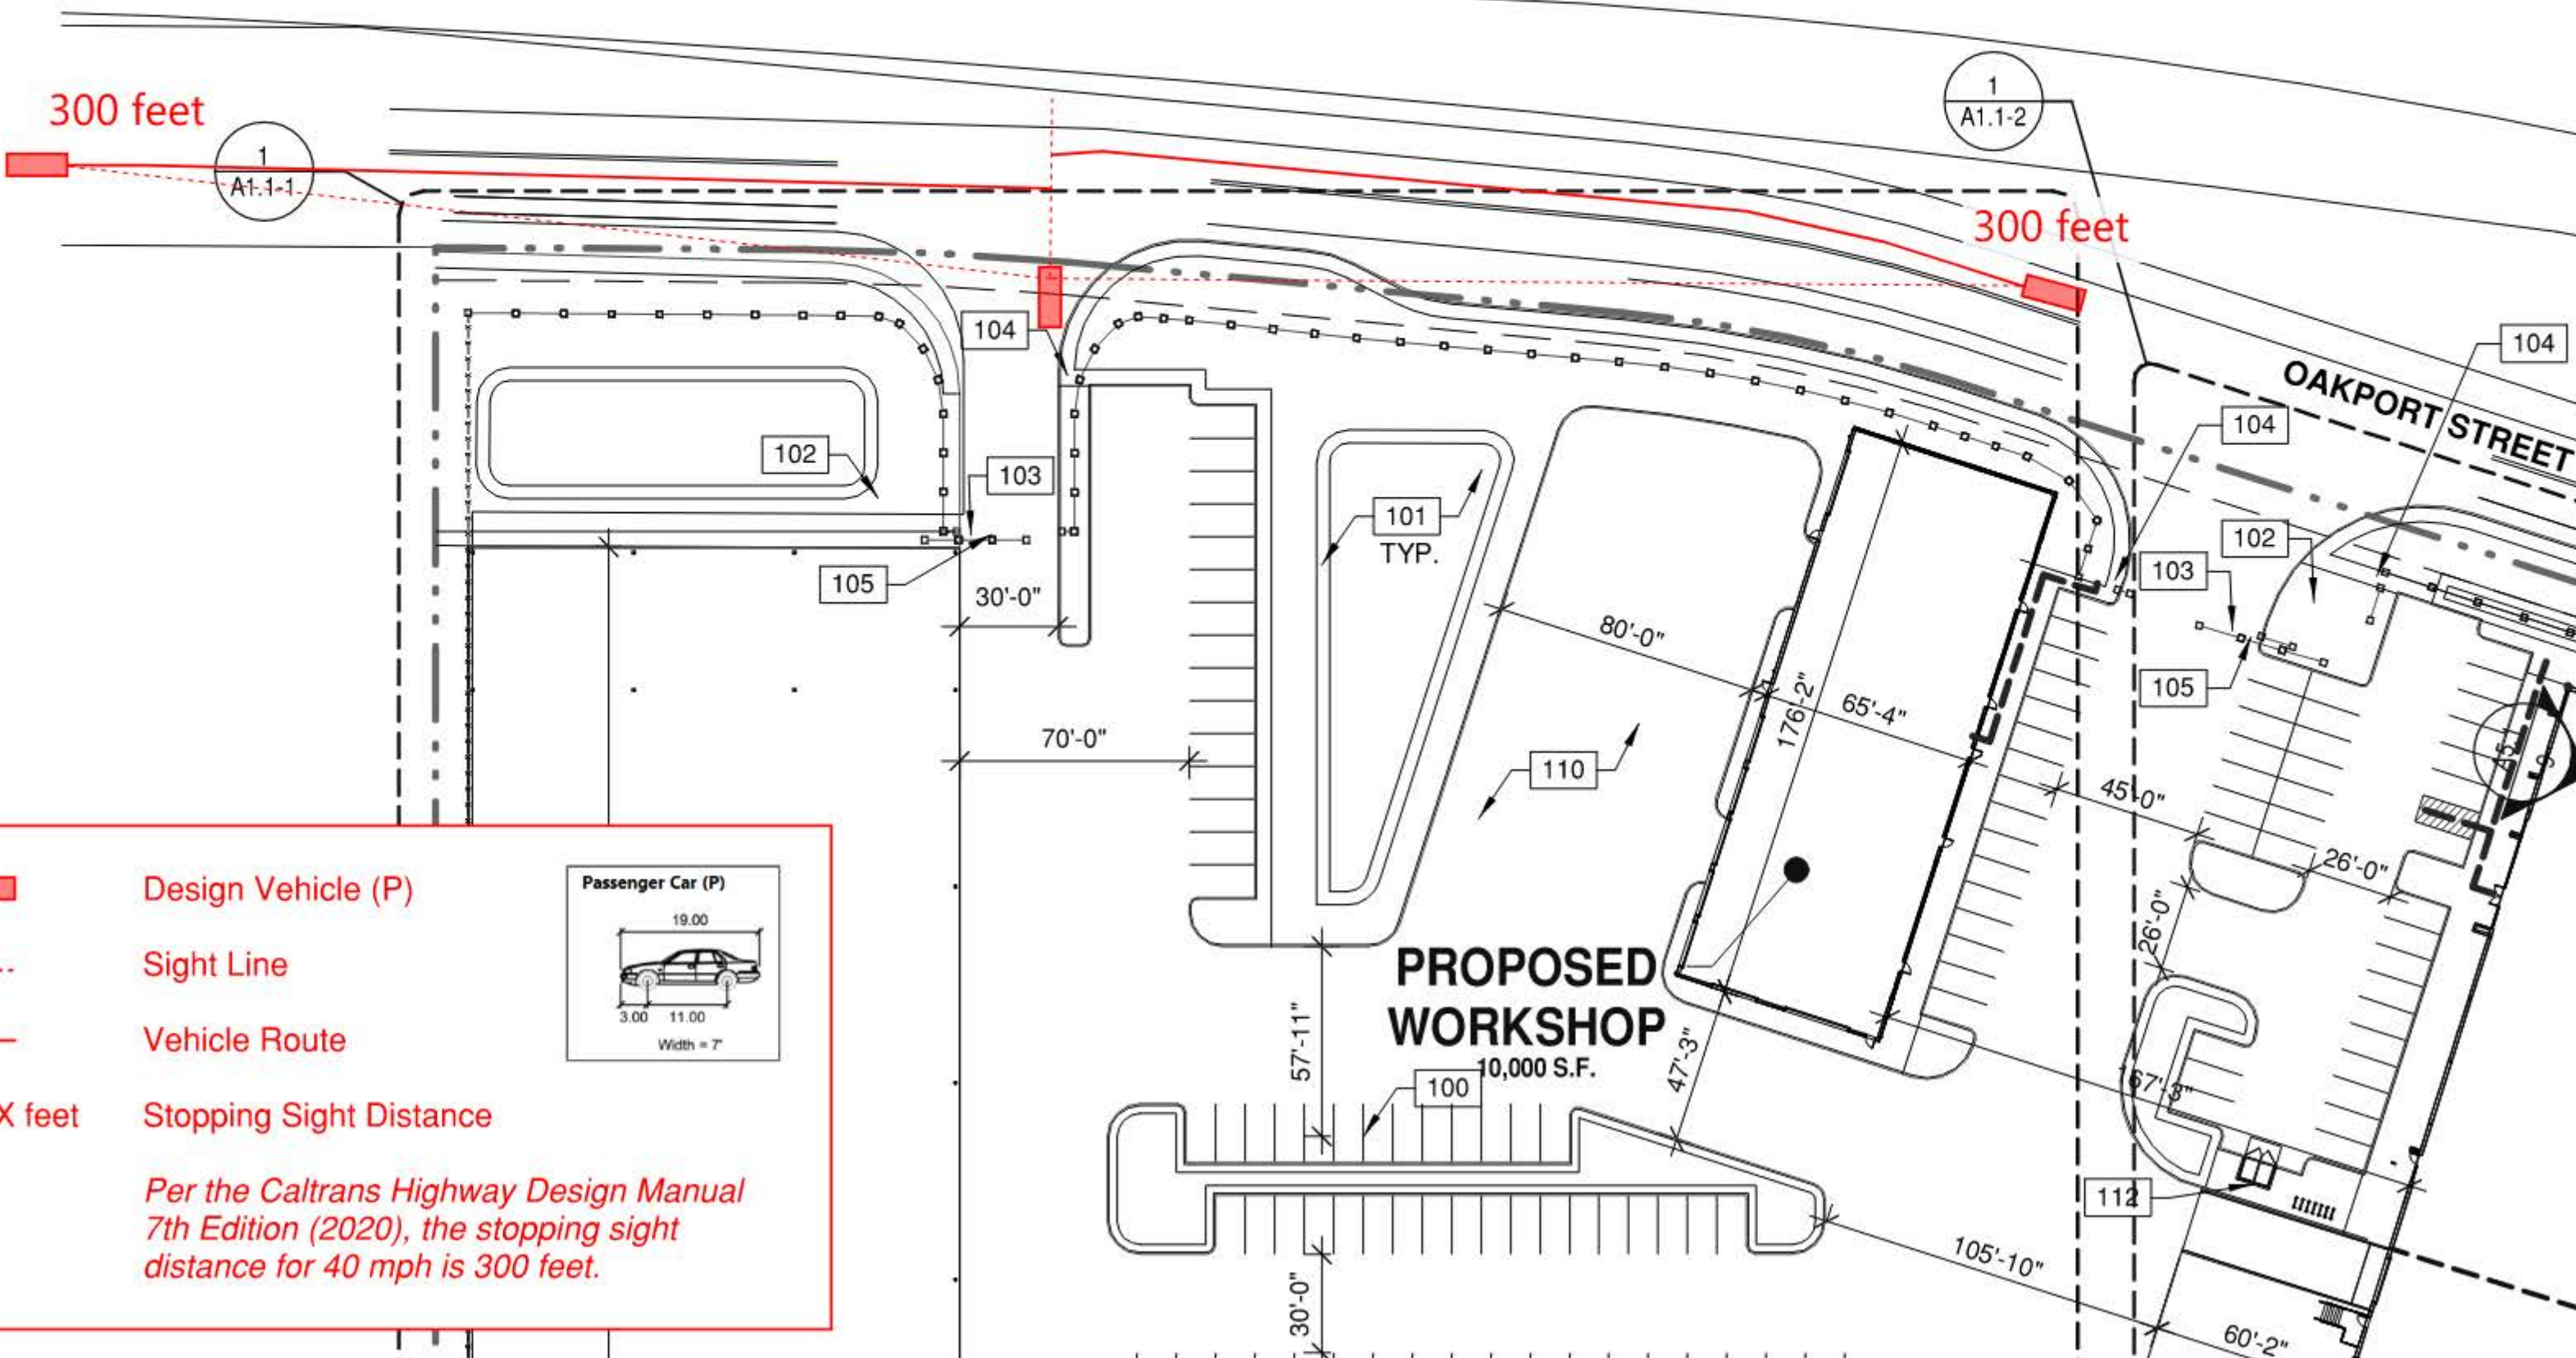 300 feet
1
A1.1-1
1
A1.1-2
300 feet
OAKPORT STREET
104
104
104
102
103
105
30'-0"
101
TYP.
102
103
105
80'-0"
176'-2"
65'-4"
70'-0"
110
45'-0"
26'-0"
26'-0"
Design Vehicle (P)
Sight Line
Vehicle Route
X feet
Stopping Sight Distance
Per the Caltrans Highway Design Manual
7th Edition (2020), the stopping sight
distance for 40 mph is 300 feet.
Passenger Car (P)
19.00
3.00
11.00
Width = 7'
PROPOSED
WORKSHOP
10,000 S.F.
57'-11"
47'-3"
100
67'-3"
112
105'-10"
30'-0"
60'-2"